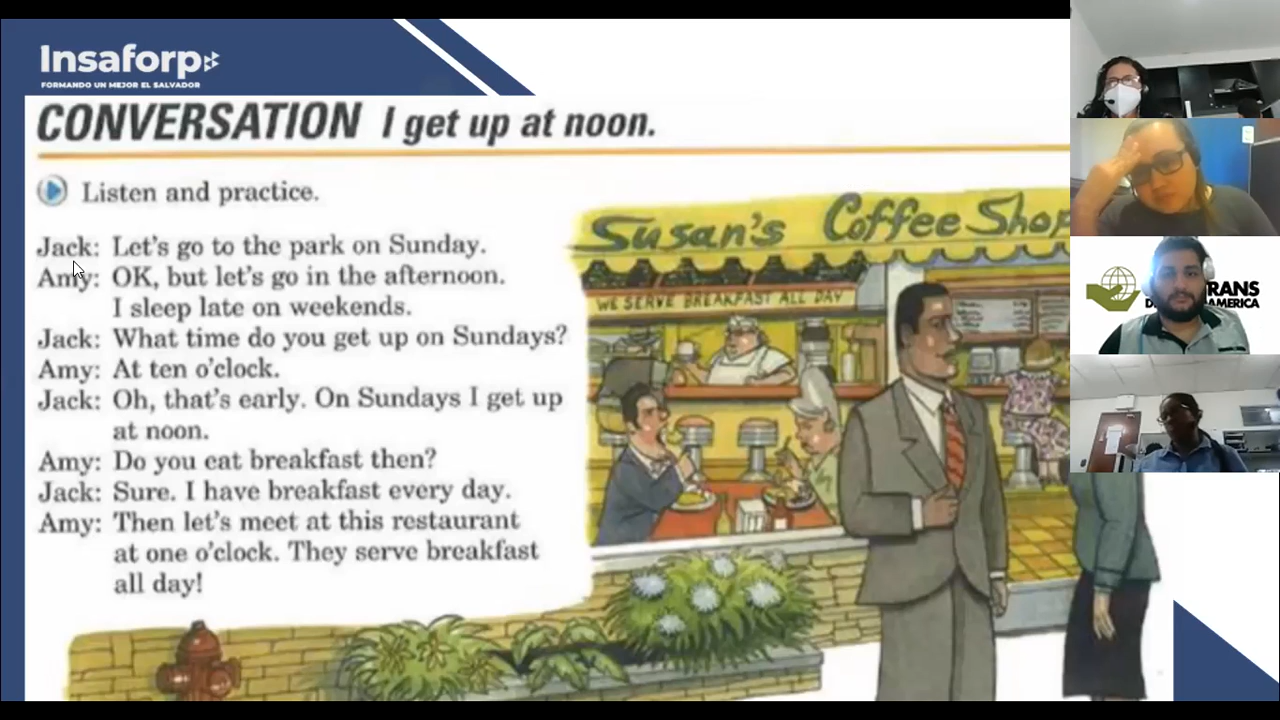 Insaforp
FORMANDO UN MEJOR EL SALVADOR
CONVERSATION I get up at noon.
Listen and practice.
Jack: Let's go to the park on Sunday.
Amy: OK, but let's go in the afternoon.
I sleep late on weekends.
Jack: What time do you get up on Sundays?
Amy: At ten o'clock.
Jack: Oh, that's early. On Sundays I get up
at noon.
Amy: Do you eat breakfast then?
Jack: Sure. I have breakfast every day.
Amy: Then let's meet at this restaurant
at one o'clock. They serve breakfast
all day!
Susan's Coffee Shop
WE SERVE BREAKFAST ALL DAY
RANS